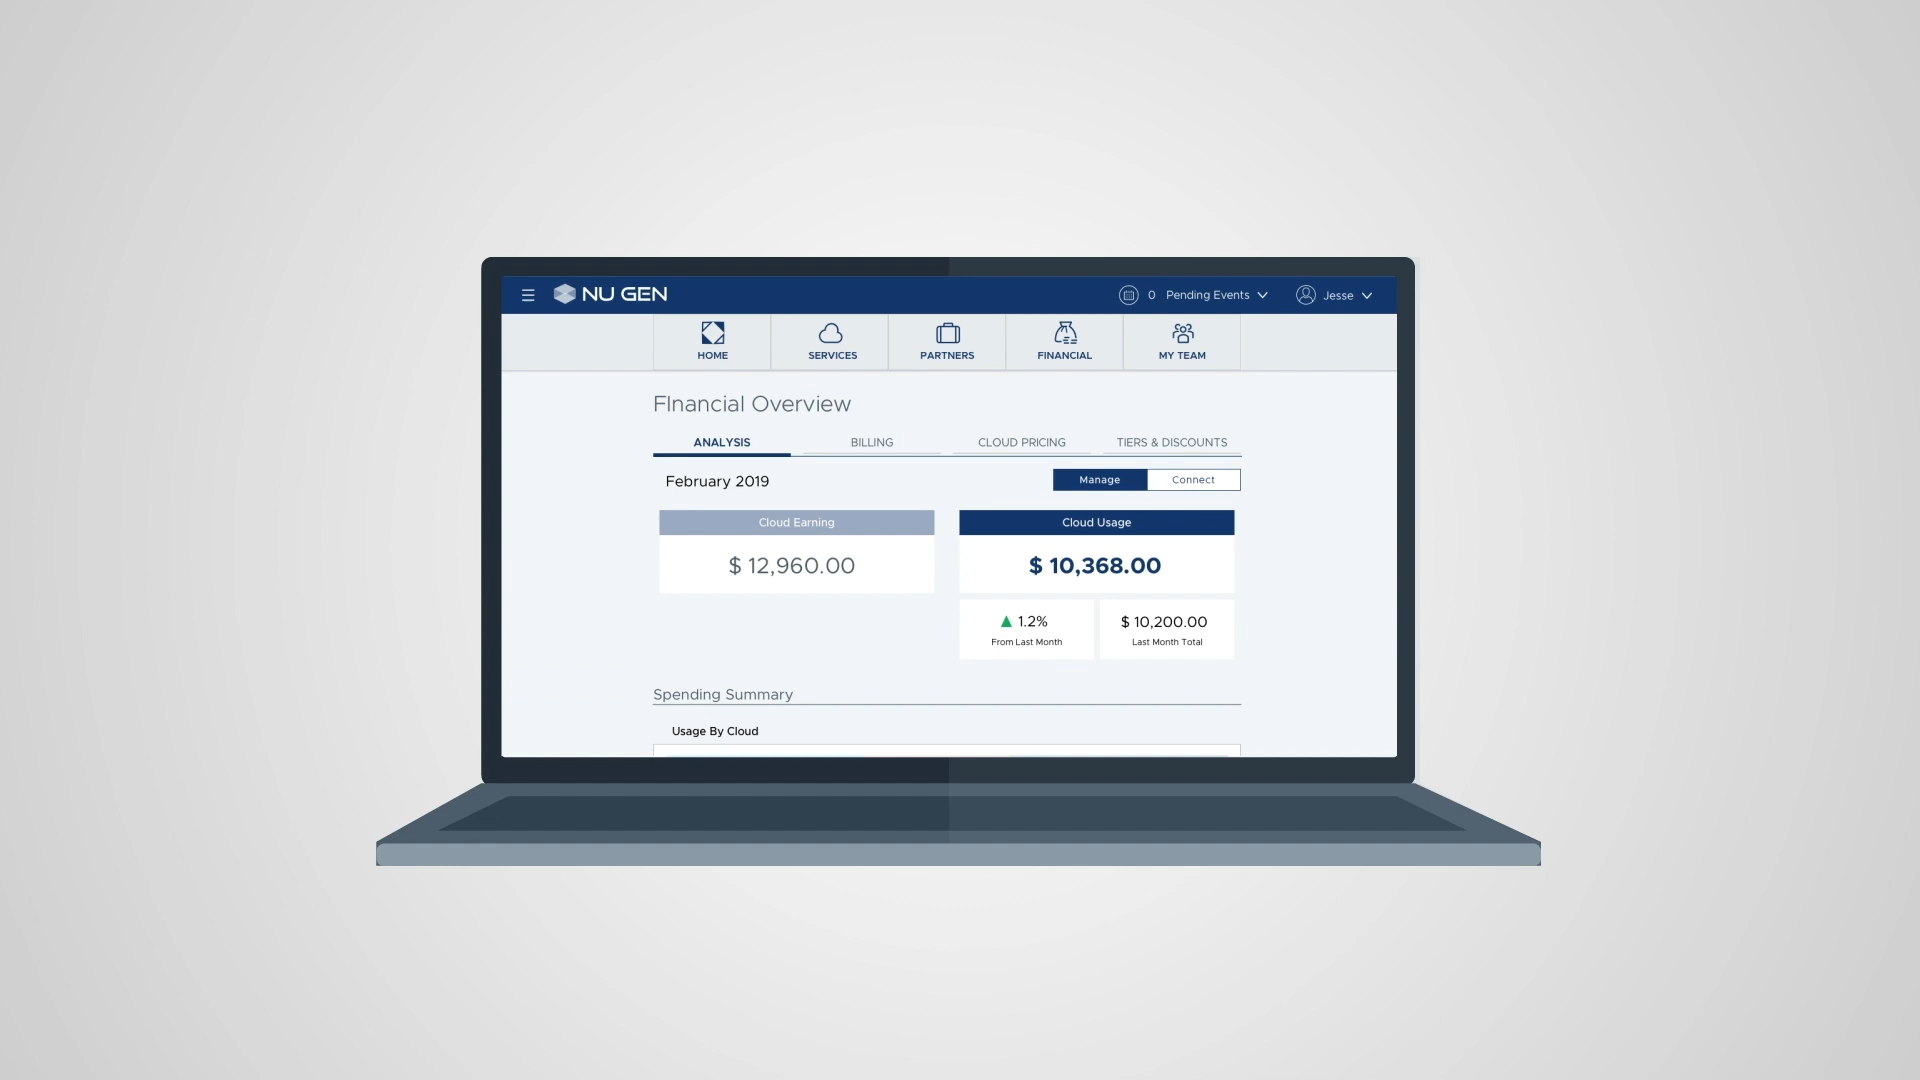 NU GEN
0 Pending Events
Jesse
HOME
SERVICES
PARTNERS
FINANCIAL
MY TEAM
FInancial Overview
ANALYSIS
BILLING
CLOUD PRICING
TIERS & DISCOUNTS
February 2019
Manage
Connect
Cloud Earning
Cloud Usage
$ 12,960.00
$ 10,368.00
1.2%
From Last Month
$ 10,200.00
Last Month Total
Spending Summary
Usage By Cloud